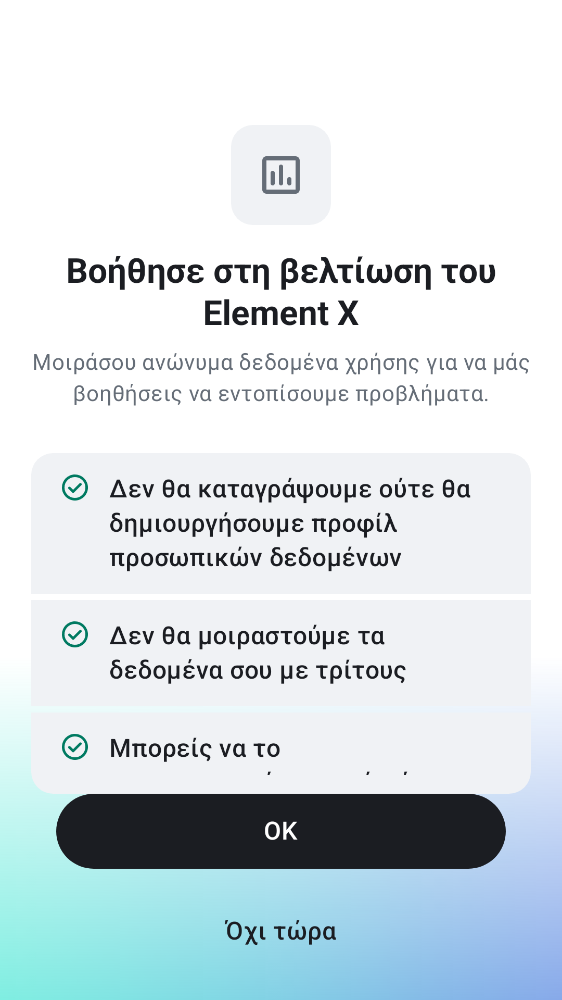 Βοήθησε στη βελτίωση του
Element X
Μοιράσου ανώνυμα δεδομένα χρήσης για να μάς
βοηθήσεις να εντοπίσουμε προβλήματα.
Δεν θα καταγράψουμε ούτε θα
δημιουργήσουμε προφίλ
προσωπικών δεδομένων
Δεν θα μοιραστούμε τα
δεδομένα σου με τρίτους
Μπορείς να το
OK
Όχι τώρα